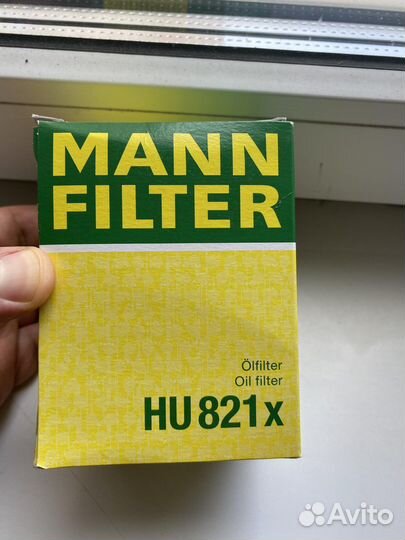 MANN
FILTER
Ölfilter
Oil filter
HU 821 x
Avito